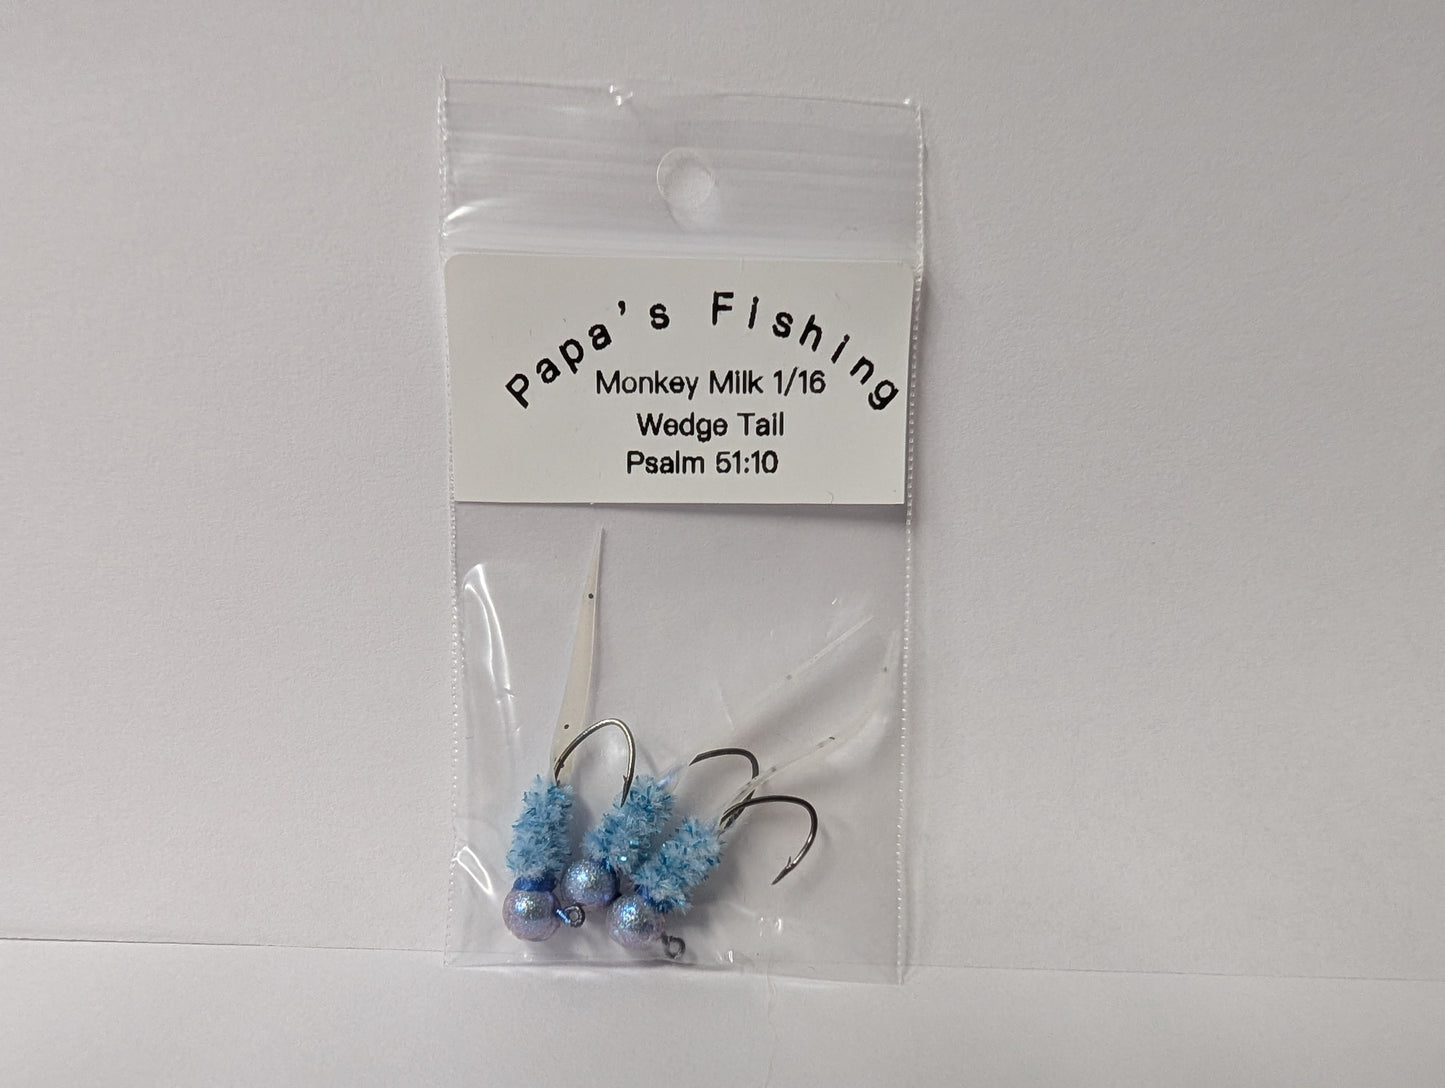 Papa's Fishing
Monkey Milk 1/16
Wedge Tail
Psalm 51:10